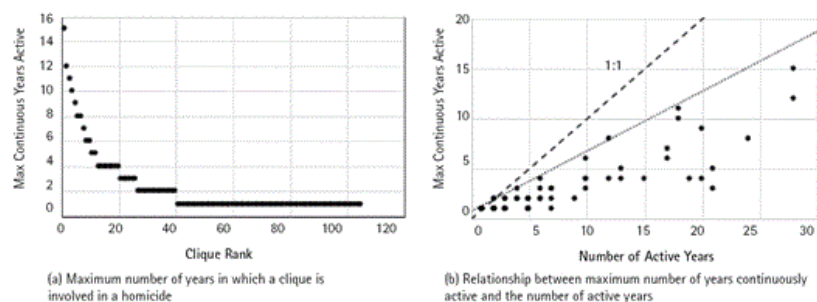 16
14
12
10
8
6
4
2
0
Max Continuous Years Active
0 20 40 60 80 100 120
Clique Rank
(a) Maximum number of years in which a clique is
involved in a homicide
20
15
10
5
0
Max Continuous Years Active
1:1
0 5 10 15 20 25 30
Number of Active Years
(b) Relationship between maximum number of years continuously
active and the number of active years